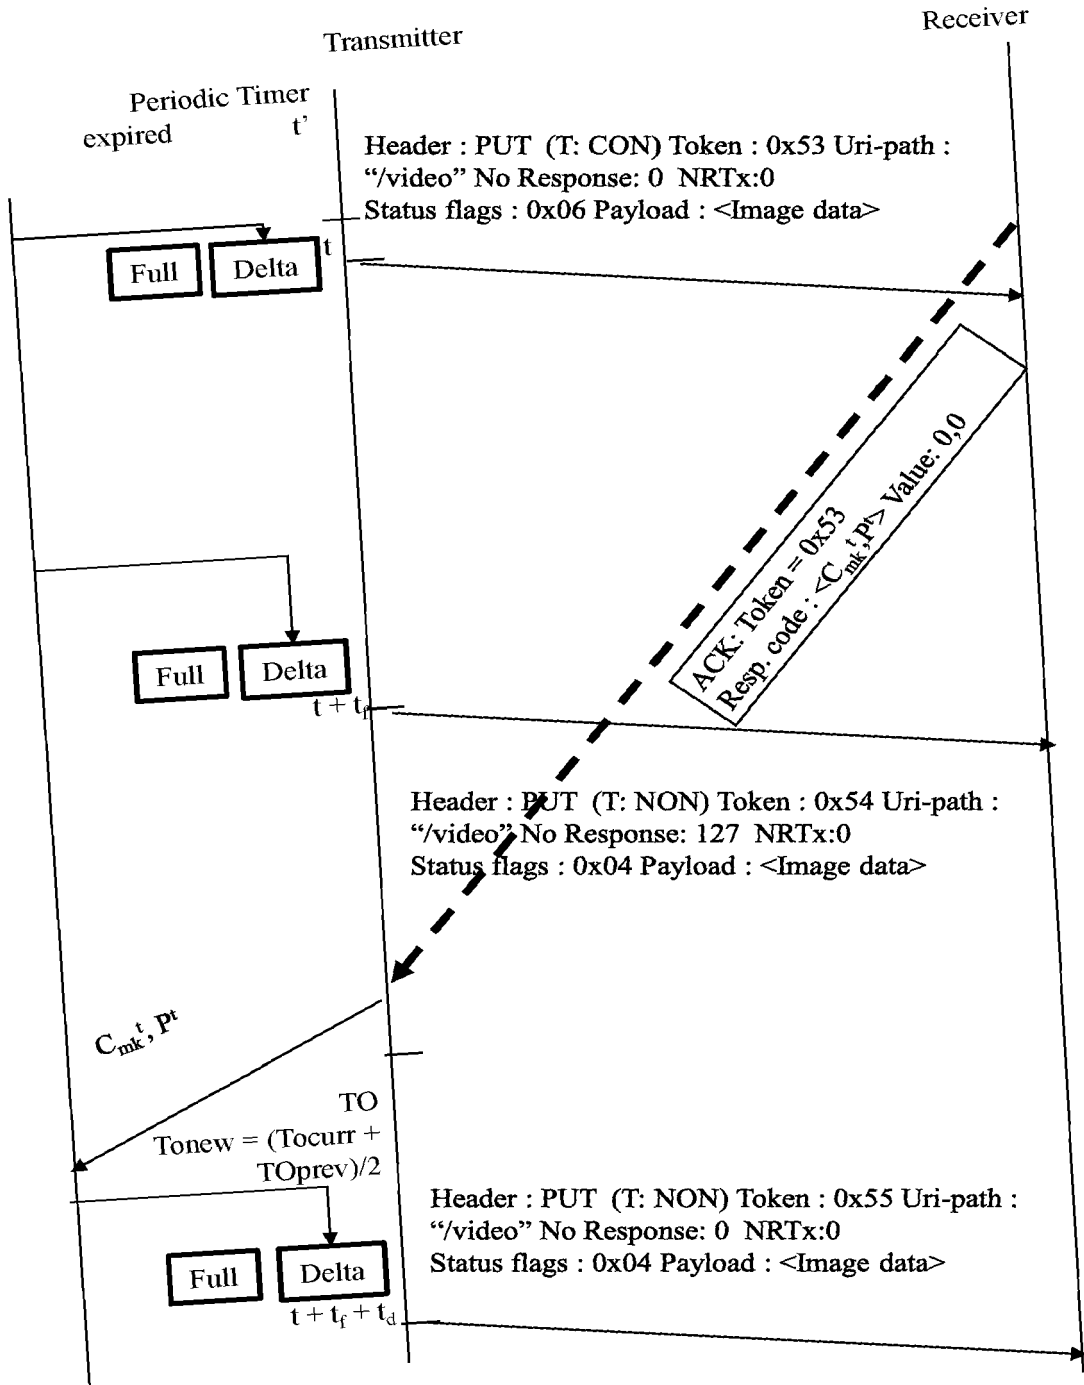 Transmitter
Receiver
Periodic Timer
expired t'
Header : PUT (T: CON) Token : 0x53 Uri-path :
“/video” No Response: 0 NRTx:0
Status flags : 0x06 Payload : <Image data>
t
Full
Delta
ACK: Token = 0x53
Resp. code : <C_mk^t,P^t> Value: 0,0
Full
Delta
t + t_f
Header : PUT (T: NON) Token : 0x54 Uri-path :
“/video” No Response: 127 NRTx:0
Status flags : 0x04 Payload : <Image data>
C_mk^t, P^t
TO
Tonew = (Tocurr +
TOprev)/2
Header : PUT (T: NON) Token : 0x55 Uri-path :
“/video” No Response: 0 NRTx:0
Status flags : 0x04 Payload : <Image data>
Full
Delta
t + t_f + t_d